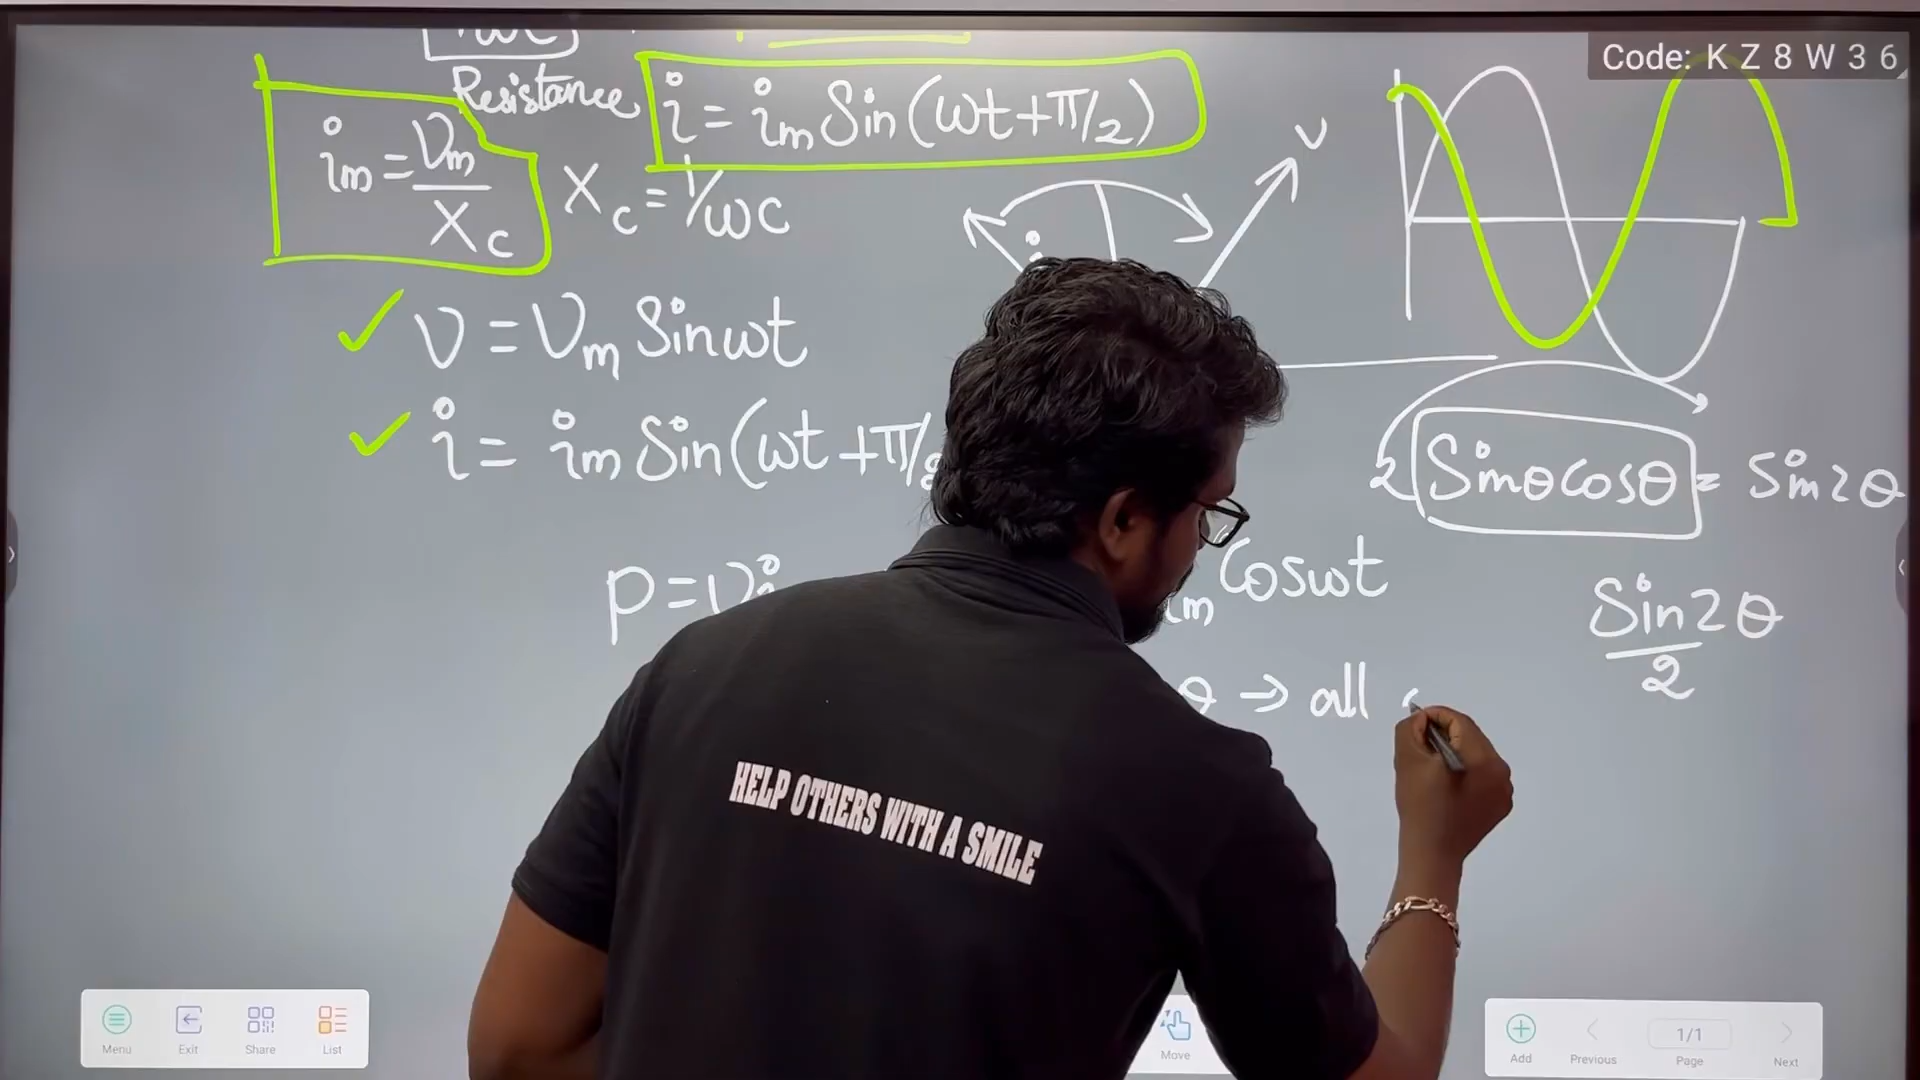 Code: K Z 8 W 3 6
Resistance
i = im Sin (ωt + π/2)
im = Vm / Xc
Xc = 1/ωC
V
i
V = Vm Sinωt
i = im Sin (ωt + π/
2 Sinθ cosθ = Sin2θ
P = Vi
im Cosωt
Sin2θ / 2
θ → all
HELP OTHERS WITH A SMILE
Menu Exit Share List Move Add Previous 1/1 Page Next